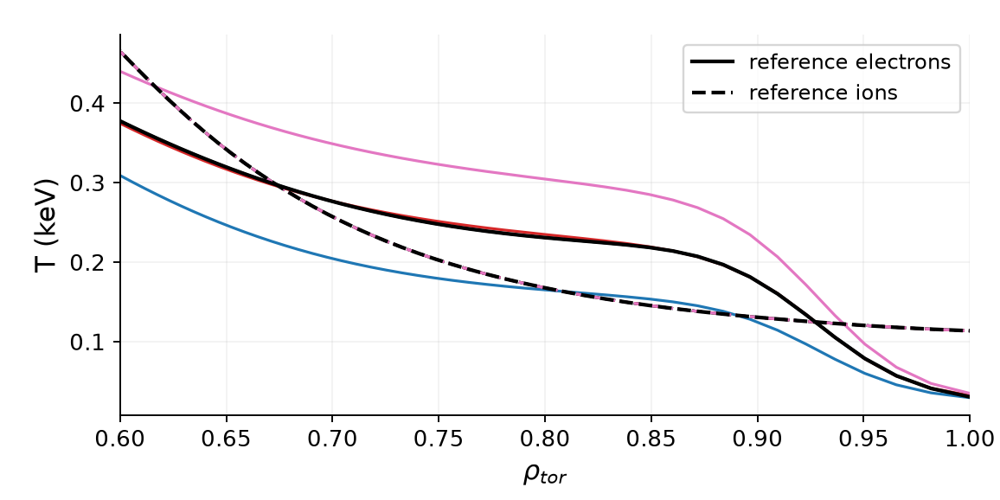 reference electrons
reference ions
T (keV)
0.4
0.3
0.2
0.1
0.60 0.65 0.70 0.75 0.80 0.85 0.90 0.95 1.00
ρ_tor